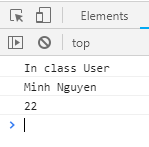 Elements
top
In class User
Minh Nguyen
22